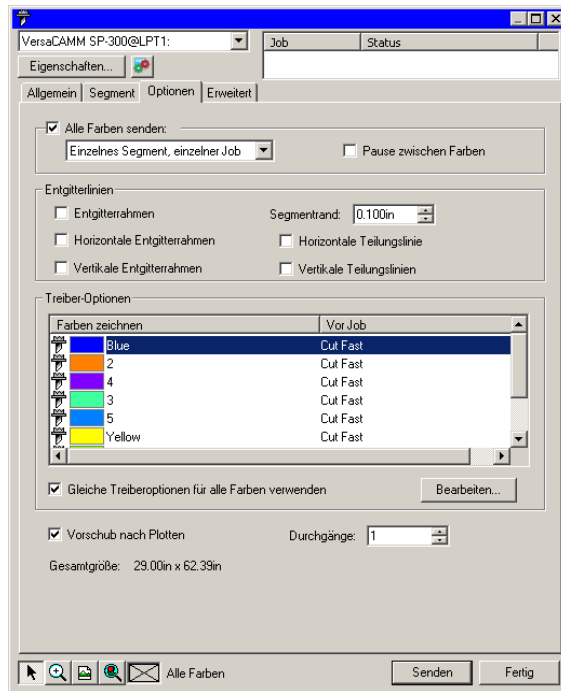 VersaCAMM SP-300@LPT1:
Job Status
Eigenschaften...
Allgemein Segment Optionen Erweitert
Alle Farben senden:
Einzelnes Segment, einzelner Job
Pause zwischen Farben
Entgitterlinien
Entgitterrahmen
Segmentrand: 0.100in
Horizontale Entgitterrahmen
Horizontale Teilungslinie
Vertikale Entgitterrahmen
Vertikale Teilungslinien
Treiber-Optionen
Farben zeichnen Vor Job
Blue Cut Fast
2 Cut Fast
4 Cut Fast
3 Cut Fast
5 Cut Fast
Yellow Cut Fast
Gleiche Treiberoptionen für alle Farben verwenden
Bearbeiten...
Vorschub nach Plotten
Durchgänge: 1
Gesamtgröße: 29.00in x 62.39in
Alle Farben
Senden
Fertig